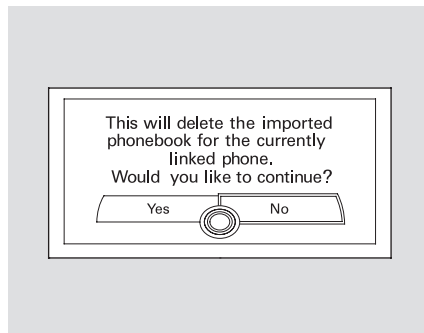 This will delete the imported
phonebook for the currently
linked phone.
Would you like to continue?
Yes No